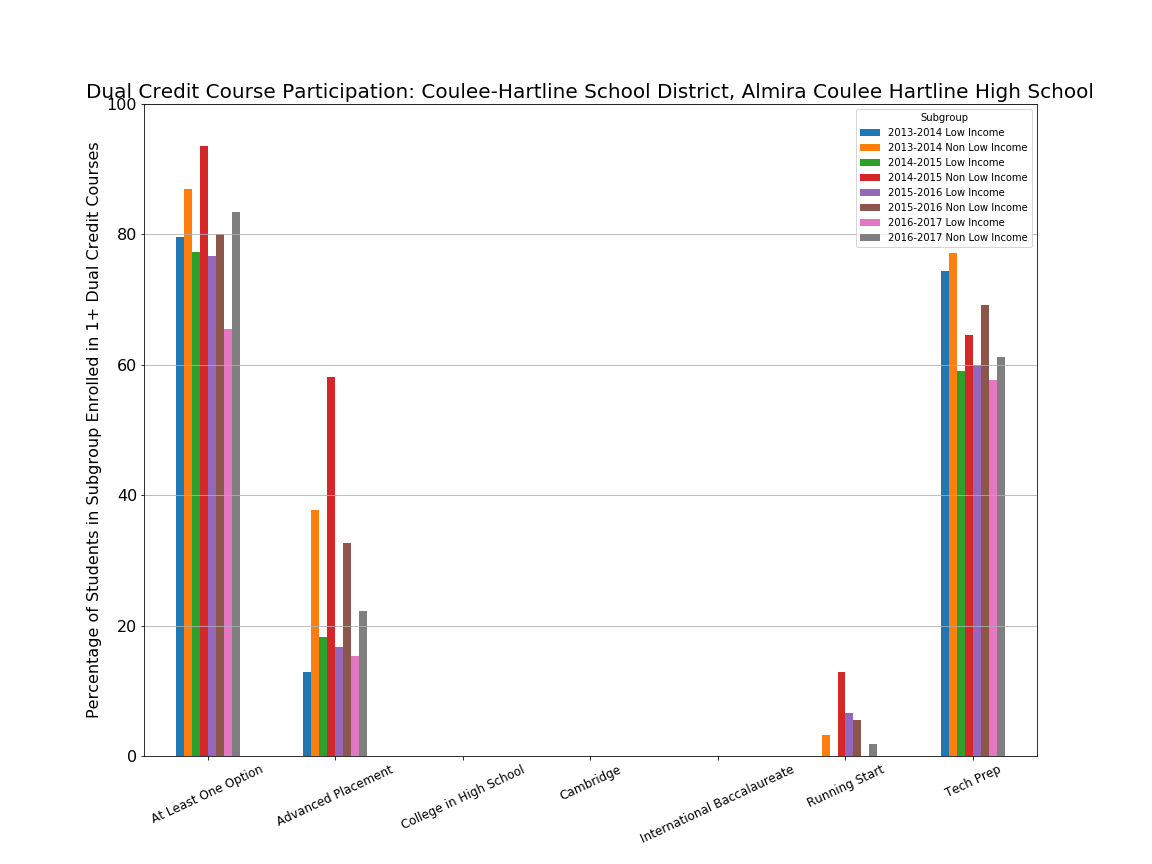 Dual Credit Course Participation: Coulee-Hartline School District, Almira Coulee Hartline High School
Percentage of Students in Subgroup Enrolled in 1+ Dual Credit Courses
100
80
60
40
20
0
Subgroup
2013-2014 Low Income
2013-2014 Non Low Income
2014-2015 Low Income
2014-2015 Non Low Income
2015-2016 Low Income
2015-2016 Non Low Income
2016-2017 Low Income
2016-2017 Non Low Income
At Least One Option
Advanced Placement
College in High School
Cambridge
International Baccalaureate
Running Start
Tech Prep